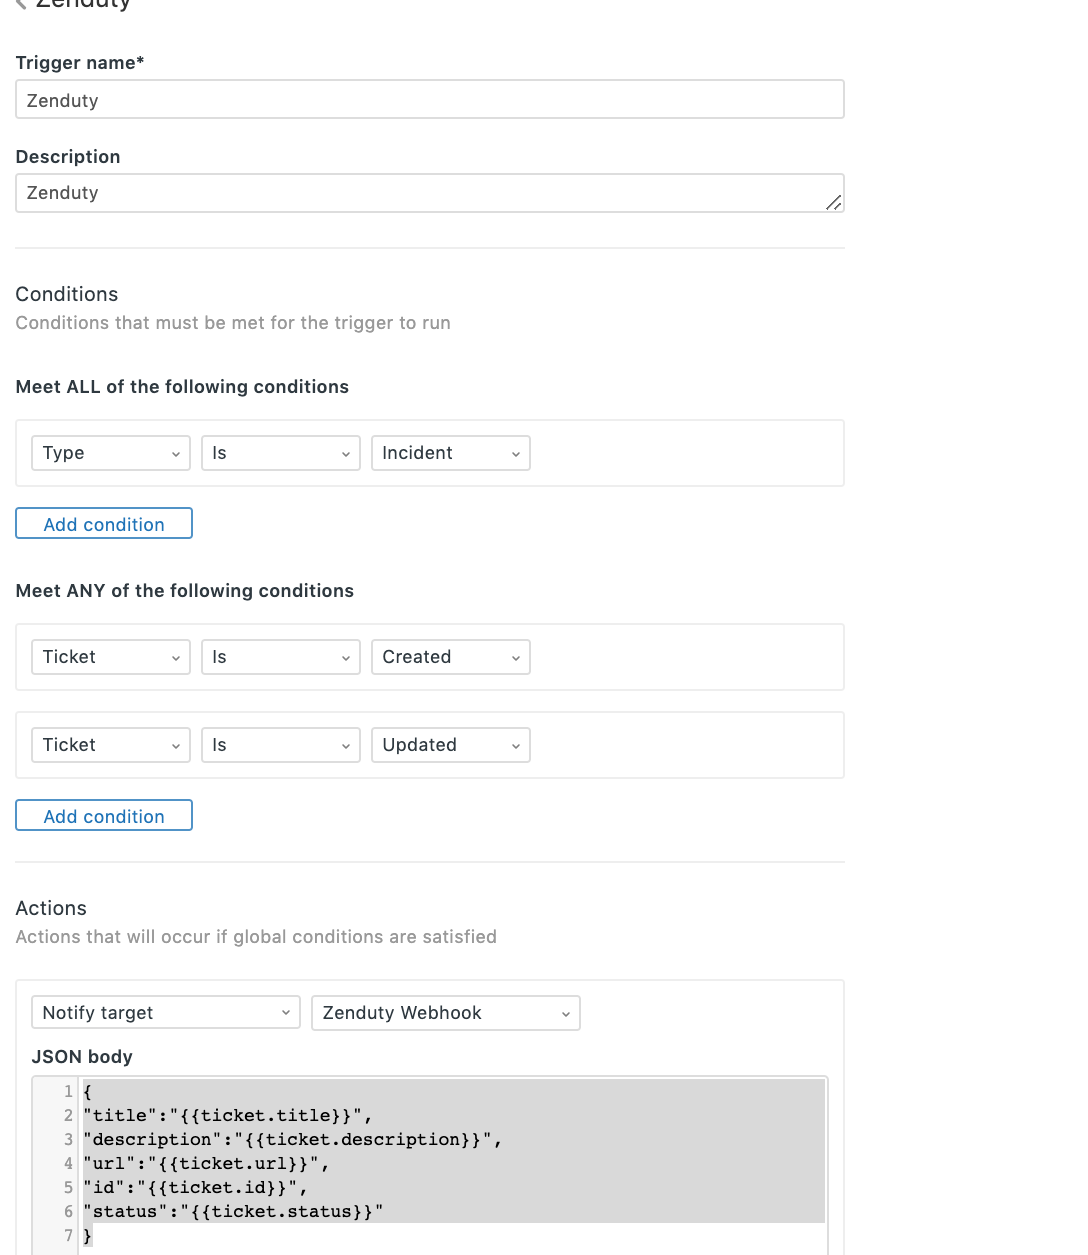 Zenduty
Trigger name*
Zenduty
Description
Zenduty
Conditions
Conditions that must be met for the trigger to run
Meet ALL of the following conditions
Type Is Incident
Add condition
Meet ANY of the following conditions
Ticket Is Created
Ticket Is Updated
Add condition
Actions
Actions that will occur if global conditions are satisfied
Notify target Zenduty Webhook
JSON body
1 {
2 "title":"{{ticket.title}}",
3 "description":"{{ticket.description}}",
4 "url":"{{ticket.url}}",
5 "id":"{{ticket.id}}",
6 "status":"{{ticket.status}}"
7 }